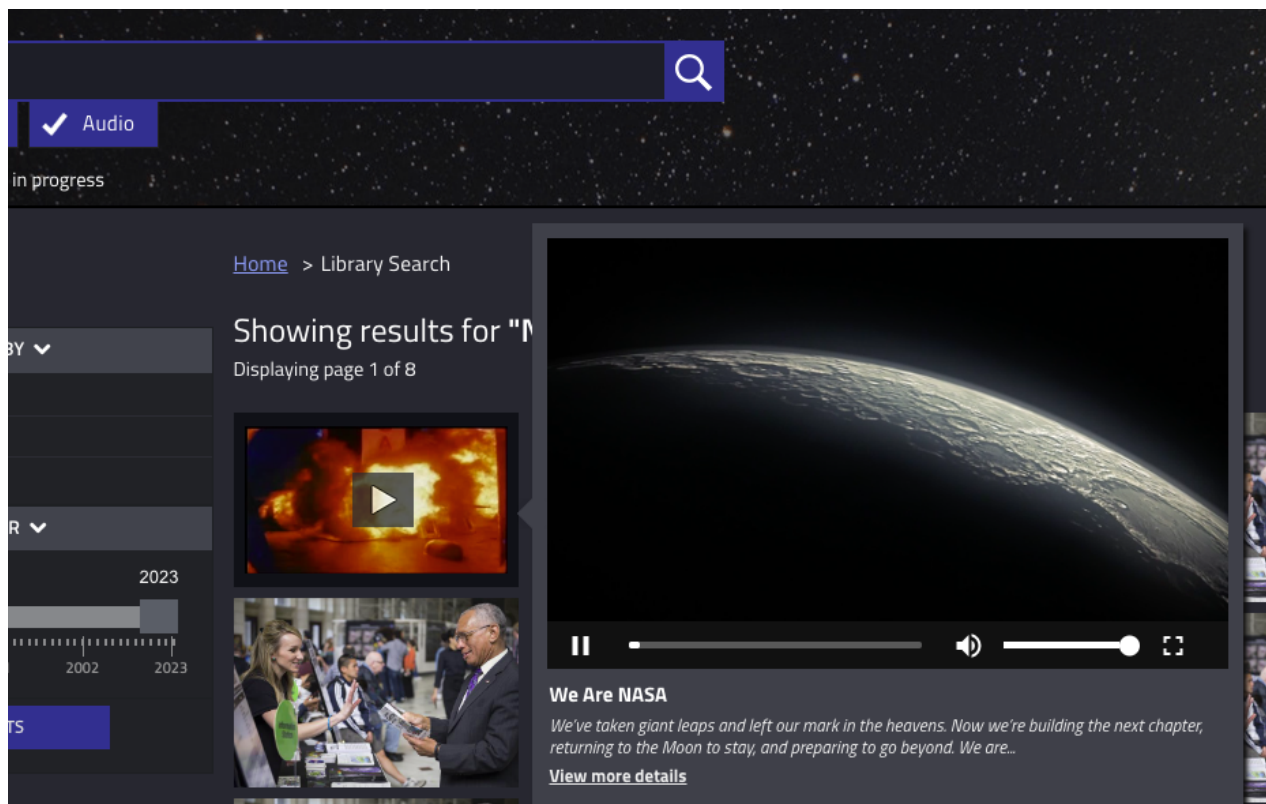 Audio
in progress
Home > Library Search
Showing results for "
Displaying page 1 of 8
BY
R
2023
2002 2023
TS
We Are NASA
We've taken giant leaps and left our mark in the heavens. Now we're building the next chapter,
returning to the Moon to stay, and preparing to go beyond. We are...
View more details